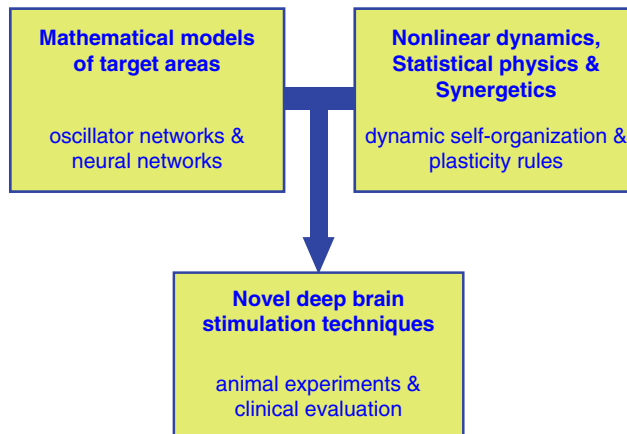 Mathematical models
of target areas
oscillator networks &
neural networks
Nonlinear dynamics,
Statistical physics &
Synergetics
dynamic self-organization &
plasticity rules
Novel deep brain
stimulation techniques
animal experiments &
clinical evaluation